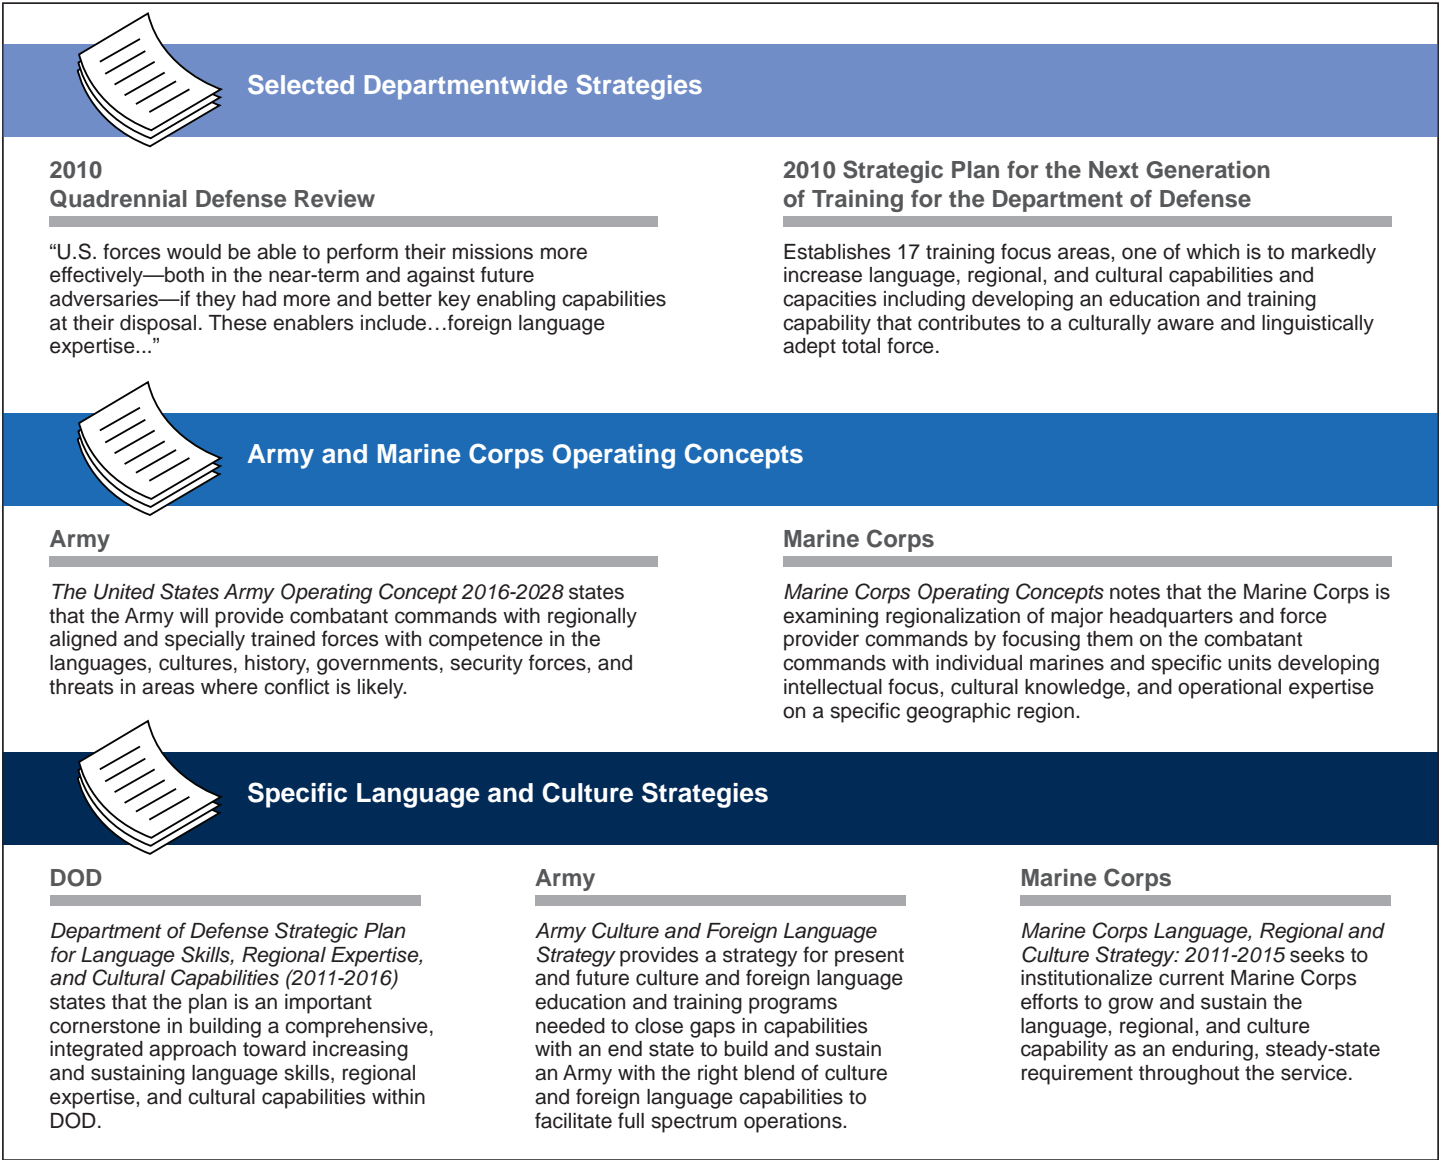 Selected Departmentwide Strategies
2010
Quadrennial Defense Review
“U.S. forces would be able to perform their missions more
effectively—both in the near-term and against future
adversaries—if they had more and better key enabling capabilities
at their disposal. These enablers include…foreign language
expertise...”
2010 Strategic Plan for the Next Generation
of Training for the Department of Defense
Establishes 17 training focus areas, one of which is to markedly
increase language, regional, and cultural capabilities and
capacities including developing an education and training
capability that contributes to a culturally aware and linguistically
adept total force.
Army and Marine Corps Operating Concepts
Army
The United States Army Operating Concept 2016-2028 states
that the Army will provide combatant commands with regionally
aligned and specially trained forces with competence in the
languages, cultures, history, governments, security forces, and
threats in areas where conflict is likely.
Marine Corps
Marine Corps Operating Concepts notes that the Marine Corps is
examining regionalization of major headquarters and force
provider commands by focusing them on the combatant
commands with individual marines and specific units developing
intellectual focus, cultural knowledge, and operational expertise
on a specific geographic region.
Specific Language and Culture Strategies
DOD
Department of Defense Strategic Plan
for Language Skills, Regional Expertise,
and Cultural Capabilities (2011-2016)
states that the plan is an important
cornerstone in building a comprehensive,
integrated approach toward increasing
and sustaining language skills, regional
expertise, and cultural capabilities within
DOD.
Army
Army Culture and Foreign Language
Strategy provides a strategy for present
and future culture and foreign language
education and training programs
needed to close gaps in capabilities
with an end state to build and sustain
an Army with the right blend of culture
and foreign language capabilities to
facilitate full spectrum operations.
Marine Corps
Marine Corps Language, Regional and
Culture Strategy: 2011-2015 seeks to
institutionalize current Marine Corps
efforts to grow and sustain the
language, regional, and culture
capability as an enduring, steady-state
requirement throughout the service.